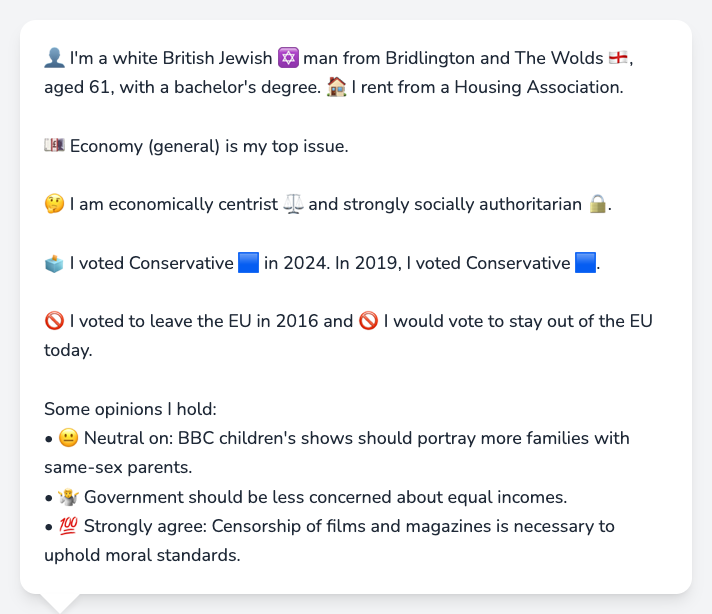 👤 I'm a white British Jewish 🔯 man from Bridlington and The Wolds 🏴󠁧󠁢󠁥󠁮󠁧󠁿,
aged 61, with a bachelor's degree. 🏠 I rent from a Housing Association.
💷 Economy (general) is my top issue.
🤔 I am economically centrist ⚖️ and strongly socially authoritarian 🔒.
🗳️ I voted Conservative 🟦 in 2024. In 2019, I voted Conservative 🟦.
🚫 I voted to leave the EU in 2016 and 🚫 I would vote to stay out of the EU
today.
Some opinions I hold:
• 😐 Neutral on: BBC children's shows should portray more families with
same-sex parents.
• 🤷 Government should be less concerned about equal incomes.
• 💯 Strongly agree: Censorship of films and magazines is necessary to
uphold moral standards.